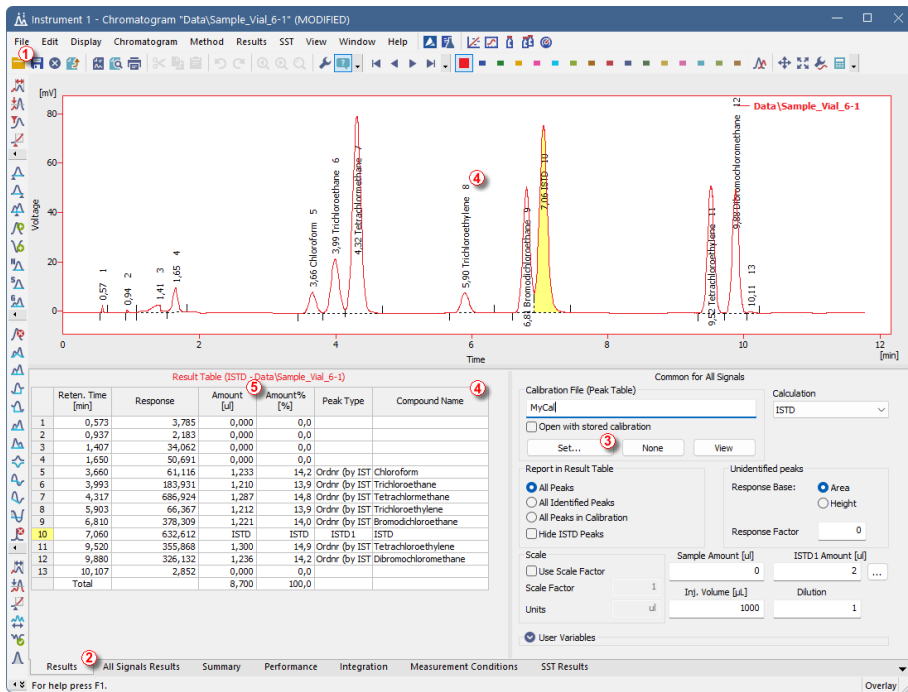 Instrument 1 - Chromatogram "Data\Sample_Vial_6-1" (MODIFIED)
File Edit Display Chromatogram Method Results SST View Window Help
1
[mV]
Data\Sample_Vial_6-1
80
60
40
20
0
Voltage
0,57 1
0,94 2
1,41 3
1,65 4
3,66 Chloroform 5
3,99 Trichloroethane 6
4,32 Tetrachlormethane 7
5,90 Trichloroethylene 8
4
6,81 Bromodichloroethane 9
7,06 ISTD 10
9,52 Tetrachloroethylene 11
9,88 Dibromochloromethane 12
10,11 13
0 2 4 6 8 10 12
Time
[min]
Result Table (ISTD - Data\Sample_Vial_6-1)
5
4
Reten. Time [min] Response Amount [ul] Amount% [%] Peak Type Compound Name
1 0,573 3,785 0,000 0,0
2 0,937 2,183 0,000 0,0
3 1,407 34,062 0,000 0,0
4 1,650 50,691 0,000 0,0
5 3,660 61,116 1,233 14,2 Ordnr (by IST Chloroform
6 3,993 183,931 1,210 13,9 Ordnr (by IST Trichloroethane
7 4,317 686,924 1,287 14,8 Ordnr (by IST Tetrachlormethane
8 5,903 66,367 1,212 13,9 Ordnr (by IST Trichloroethylene
9 6,810 378,309 1,221 14,0 Ordnr (by IST Bromodichloroethane
10 7,060 632,612 ISTD ISTD ISTD1 ISTD
11 9,520 355,868 1,300 14,9 Ordnr (by IST Tetrachloroethylene
12 9,880 326,132 1,236 14,2 Ordnr (by IST Dibromochloromethane
13 10,107 2,852 0,000 0,0
Total 8,700 100,0
Common for All Signals
Calibration File (Peak Table)
MyCal
Open with stored calibration
3
Set... None View
Calculation
ISTD
Report in Result Table
All Peaks
All Identified Peaks
All Peaks in Calibration
Hide ISTD Peaks
Unidentified peaks
Response Base: Area
Height
Response Factor 0
Scale
Use Scale Factor
Scale Factor 1
Units ul
Sample Amount [ul] ISTD1 Amount [ul]
0 2 ...
Inj. Volume [µL] Dilution
1000 1
User Variables
2
Results All Signals Results Summary Performance Integration Measurement Conditions SST Results
For help press F1. Overlay